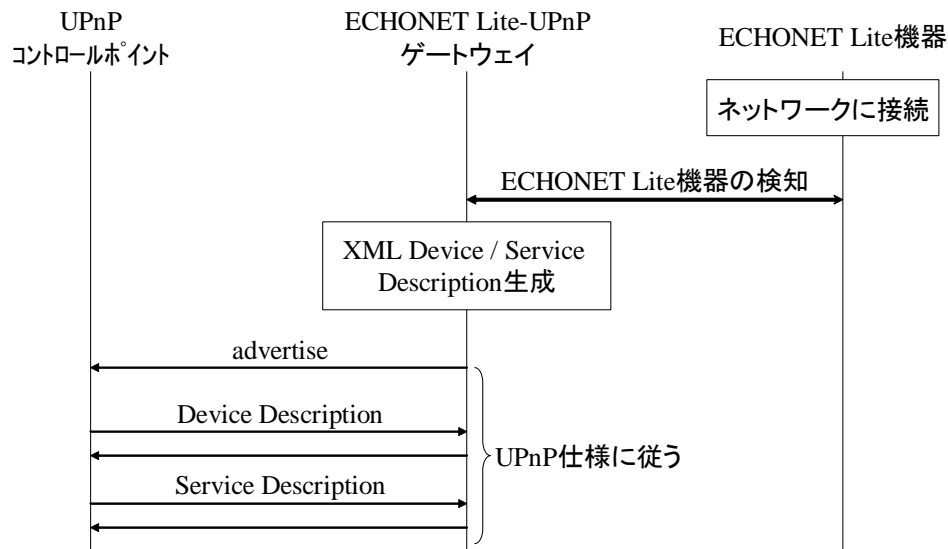 UPnP
コントロールポイント
ECHONET Lite-UPnP
ゲートウェイ
ECHONET Lite機器
ネットワークに接続
ECHONET Lite機器の検知
XML Device / Service
Description生成
advertise
Device Description
UPnP仕様に従う
Service Description